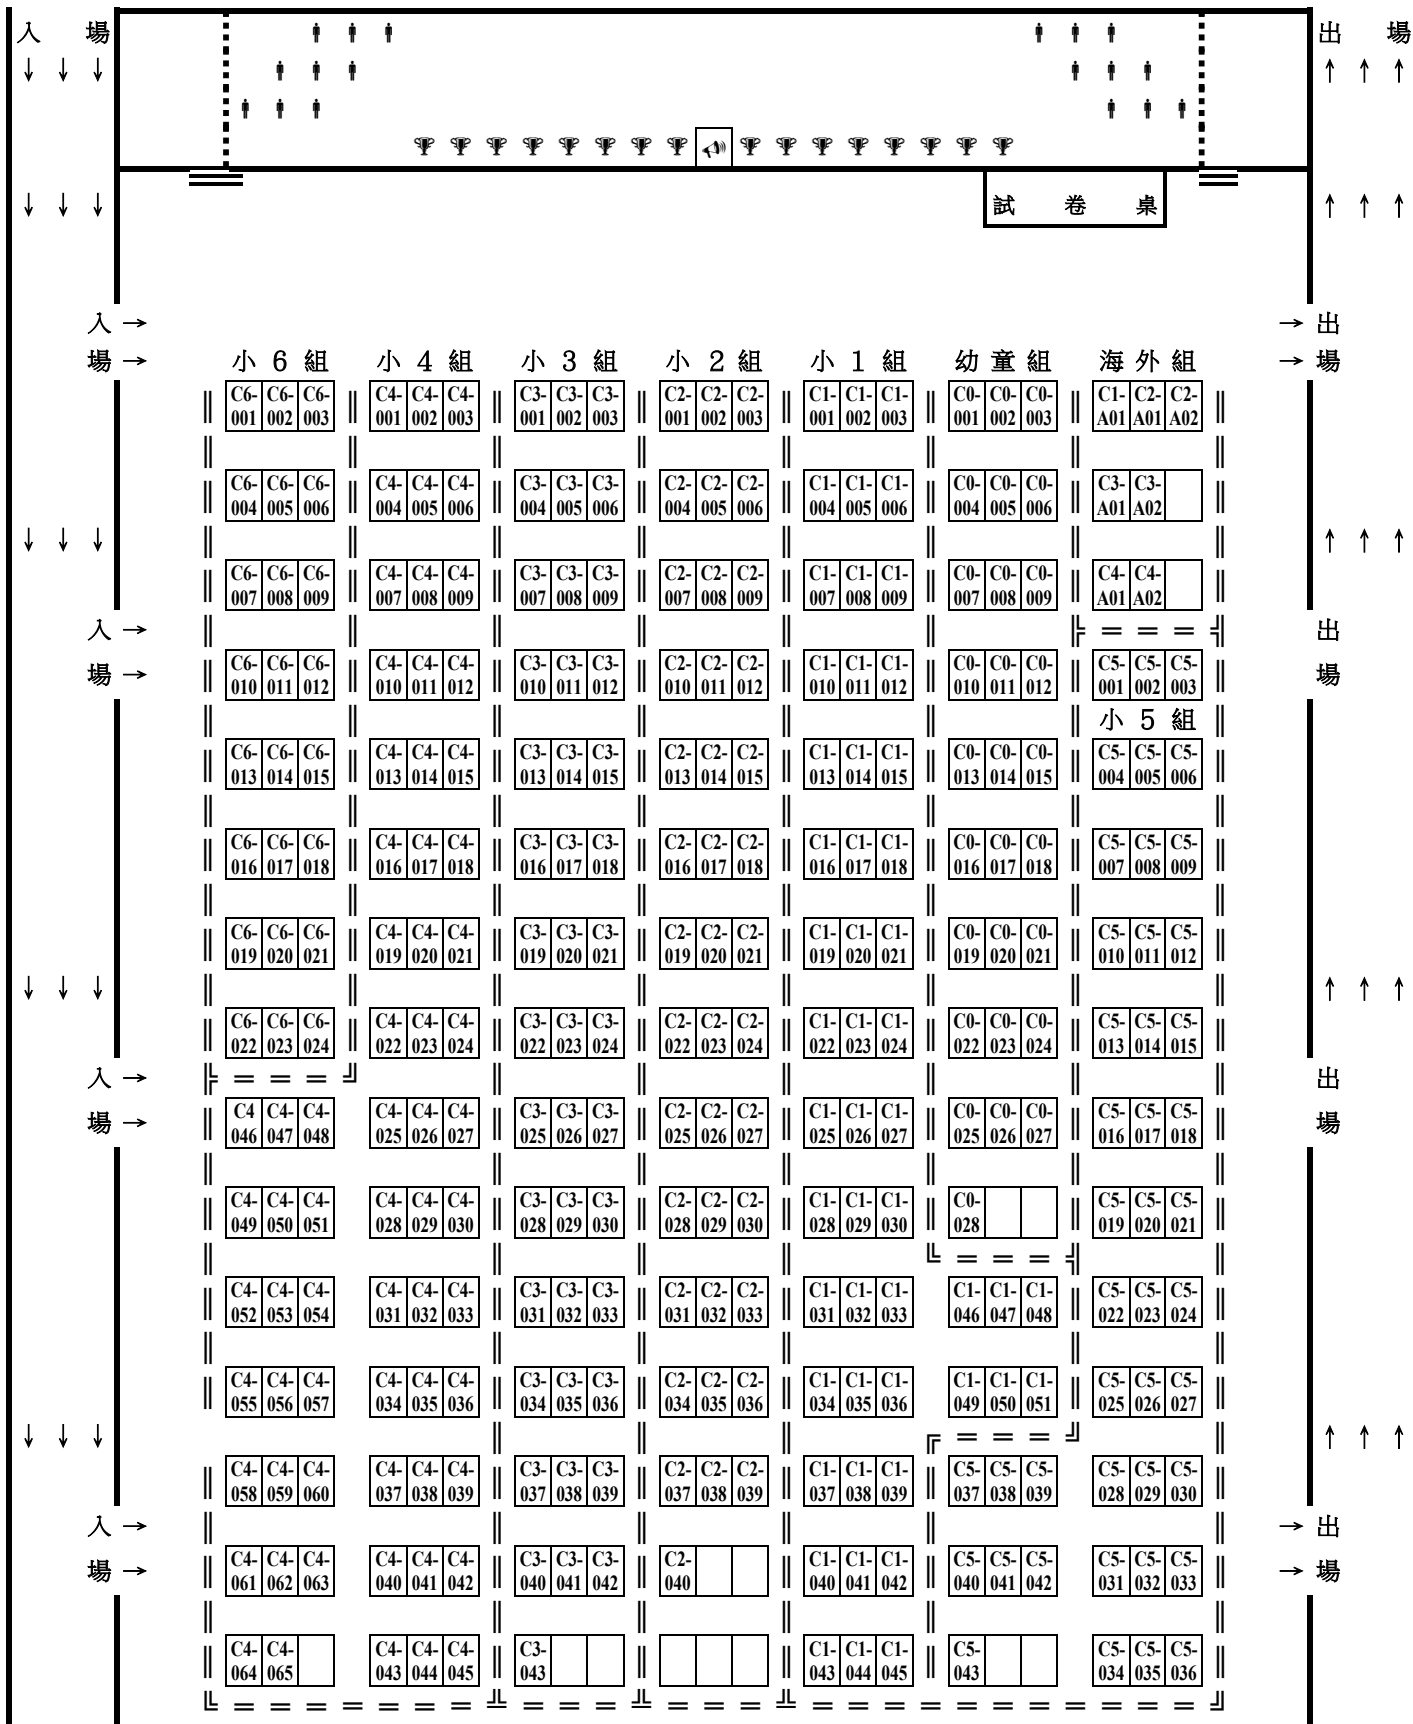 入 場 出 場
↓ ↓ ↓ ↑ ↑ ↑
↓ ↓ ↓ 試 卷 桌 ↑ ↑ ↑
入 → → 出
場 → 小 6 組 小 4 組 小 3 組 小 2 組 小 1 組 幼 童 組 海 外 組 → 場
C6-001 C6-002 C6-003 C4-001 C4-002 C4-003 C3-001 C3-002 C3-003 C2-001 C2-002 C2-003 C1-001 C1-002 C1-003 C0-001 C0-002 C0-003 C1-A01 C2-A01 C2-A02
C6-004 C6-005 C6-006 C4-004 C4-005 C4-006 C3-004 C3-005 C3-006 C2-004 C2-005 C2-006 C1-004 C1-005 C1-006 C0-004 C0-005 C0-006 C3-A01 C3-A02
↓ ↓ ↓ ↑ ↑ ↑
C6-007 C6-008 C6-009 C4-007 C4-008 C4-009 C3-007 C3-008 C3-009 C2-007 C2-008 C2-009 C1-007 C1-008 C1-009 C0-007 C0-008 C0-009 C4-A01 C4-A02
入 → 出
場 → C6-010 C6-011 C6-012 C4-010 C4-011 C4-012 C3-010 C3-011 C3-012 C2-010 C2-011 C2-012 C1-010 C1-011 C1-012 C0-010 C0-011 C0-012 C5-001 C5-002 C5-003 場
小 5 組
C6-013 C6-014 C6-015 C4-013 C4-014 C4-015 C3-013 C3-014 C3-015 C2-013 C2-014 C2-015 C1-013 C1-014 C1-015 C0-013 C0-014 C0-015 C5-004 C5-005 C5-006
C6-016 C6-017 C6-018 C4-016 C4-017 C4-018 C3-016 C3-017 C3-018 C2-016 C2-017 C2-018 C1-016 C1-017 C1-018 C0-016 C0-017 C0-018 C5-007 C5-008 C5-009
C6-019 C6-020 C6-021 C4-019 C4-020 C4-021 C3-019 C3-020 C3-021 C2-019 C2-020 C2-021 C1-019 C1-020 C1-021 C0-019 C0-020 C0-021 C5-010 C5-011 C5-012
↓ ↓ ↓ ↑ ↑ ↑
C6-022 C6-023 C6-024 C4-022 C4-023 C4-024 C3-022 C3-023 C3-024 C2-022 C2-023 C2-024 C1-022 C1-023 C1-024 C0-022 C0-023 C0-024 C5-013 C5-014 C5-015
入 → 出
場 → C4 046 C4-047 C4-048 C4-025 C4-026 C4-027 C3-025 C3-026 C3-027 C2-025 C2-026 C2-027 C1-025 C1-026 C1-027 C0-025 C0-026 C0-027 C5-016 C5-017 C5-018 場
C4-049 C4-050 C4-051 C4-028 C4-029 C4-030 C3-028 C3-029 C3-030 C2-028 C2-029 C2-030 C1-028 C1-029 C1-030 C0-028 C5-019 C5-020 C5-021
C4-052 C4-053 C4-054 C4-031 C4-032 C4-033 C3-031 C3-032 C3-033 C2-031 C2-032 C2-033 C1-031 C1-032 C1-033 C1-046 C1-047 C1-048 C5-022 C5-023 C5-024
C4-055 C4-056 C4-057 C4-034 C4-035 C4-036 C3-034 C3-035 C3-036 C2-034 C2-035 C2-036 C1-034 C1-035 C1-036 C1-049 C1-050 C1-051 C5-025 C5-026 C5-027
↓ ↓ ↓ ↑ ↑ ↑
C4-058 C4-059 C4-060 C4-037 C4-038 C4-039 C3-037 C3-038 C3-039 C2-037 C2-038 C2-039 C1-037 C1-038 C1-039 C5-037 C5-038 C5-039 C5-028 C5-029 C5-030
入 → → 出
場 → C4-061 C4-062 C4-063 C4-040 C4-041 C4-042 C3-040 C3-041 C3-042 C2-040 C1-040 C1-041 C1-042 C5-040 C5-041 C5-042 C5-031 C5-032 C5-033 → 場
C4-064 C4-065 C4-043 C4-044 C4-045 C3-043 C1-043 C1-044 C1-045 C5-043 C5-034 C5-035 C5-036